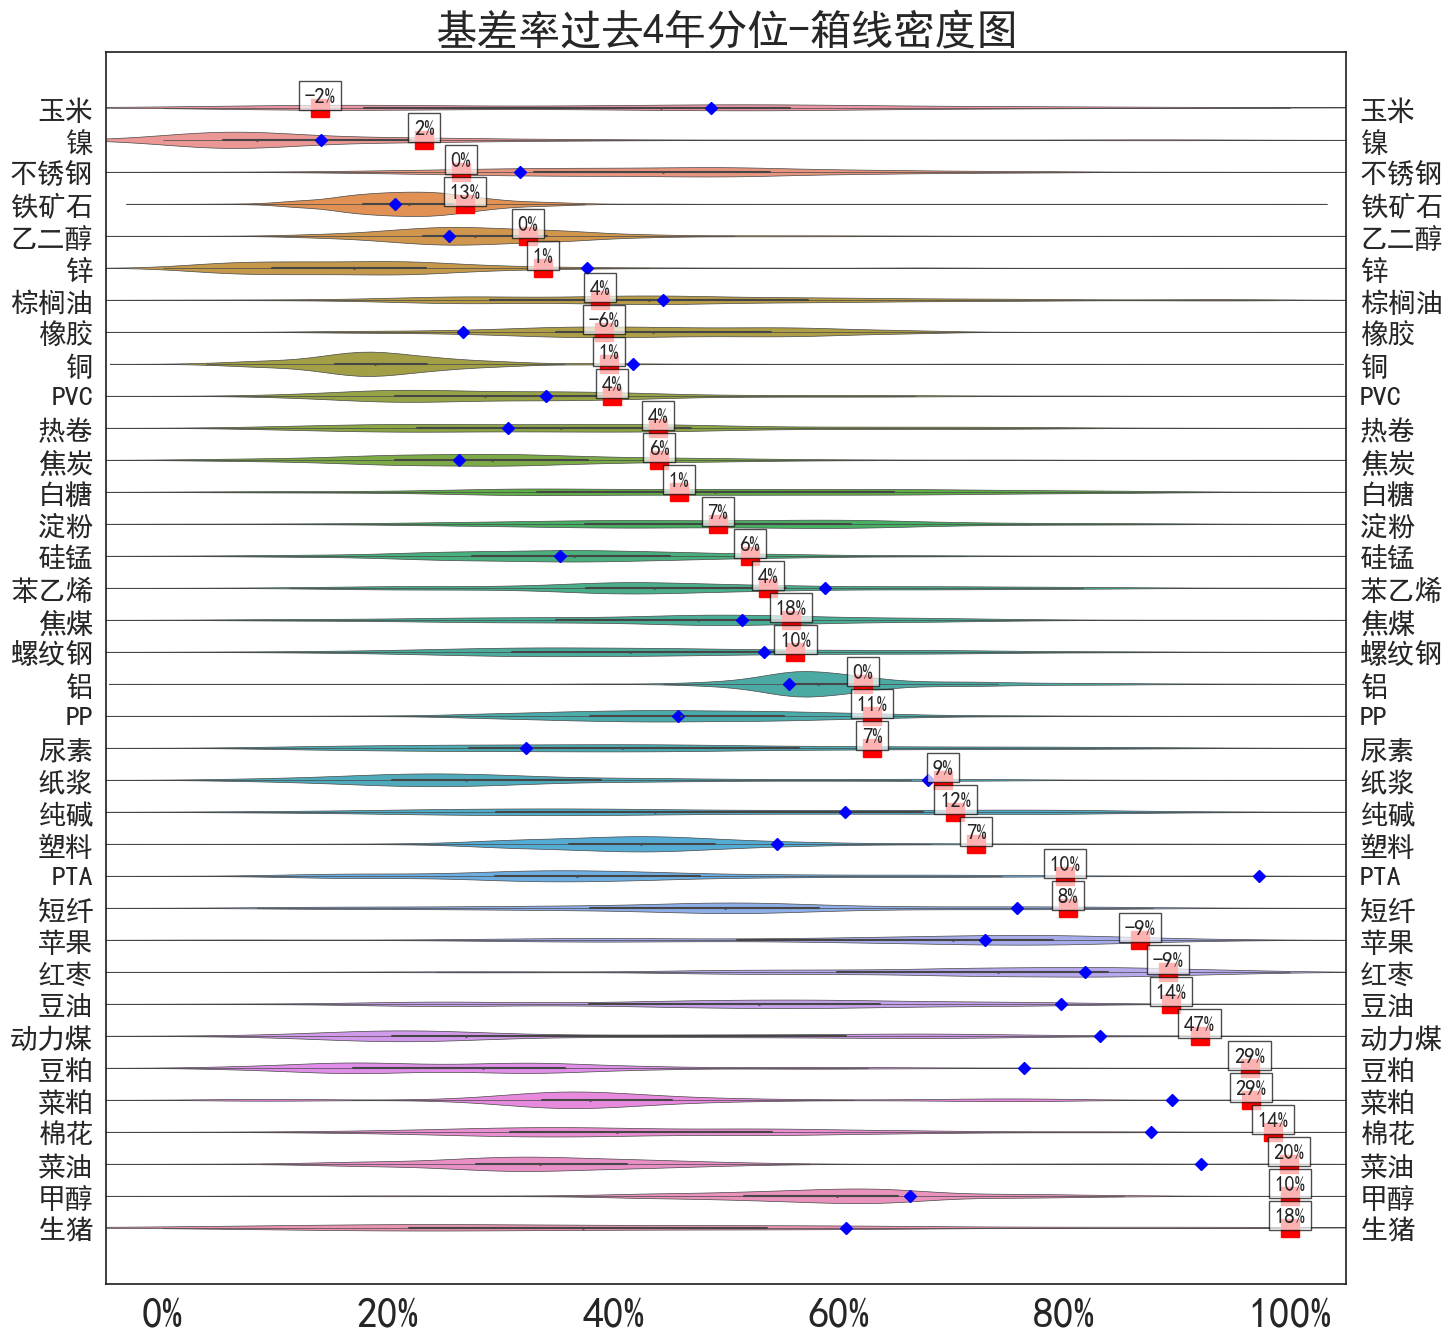 基差率过去4年分位-箱线密度图
玉米 −2% 玉米
镍 2% 镍
不锈钢 0% 不锈钢
铁矿石 13% 铁矿石
乙二醇 0% 乙二醇
锌 1% 锌
棕榈油 4% 棕榈油
橡胶 −6% 橡胶
铜 1% 铜
PVC 4% PVC
热卷 4% 热卷
焦炭 6% 焦炭
白糖 1% 白糖
淀粉 7% 淀粉
硅锰 6% 硅锰
苯乙烯 4% 苯乙烯
焦煤 18% 焦煤
螺纹钢 10% 螺纹钢
铝 0% 铝
PP 11% PP
尿素 7% 尿素
纸浆 9% 纸浆
纯碱 12% 纯碱
塑料 7% 塑料
PTA 10% PTA
短纤 8% 短纤
苹果 −9% 苹果
红枣 −9% 红枣
豆油 14% 豆油
动力煤 47% 动力煤
豆粕 29% 豆粕
菜粕 29% 菜粕
棉花 14% 棉花
菜油 20% 菜油
甲醇 10% 甲醇
生猪 18% 生猪
0% 20% 40% 60% 80% 100%